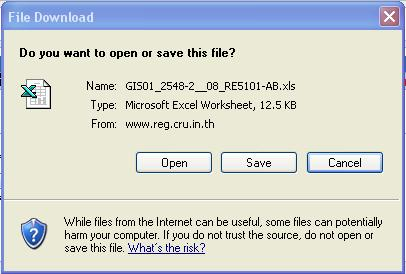 File Download
Do you want to open or save this file?
Name: GIS01_2548-2__08_RE5101-AB.xls
Type: Microsoft Excel Worksheet, 12.5 KB
From: www.reg.cru.in.th
Open Save Cancel
While files from the Internet can be useful, some files can potentially
harm your computer. If you do not trust the source, do not open or
save this file. What's the risk?